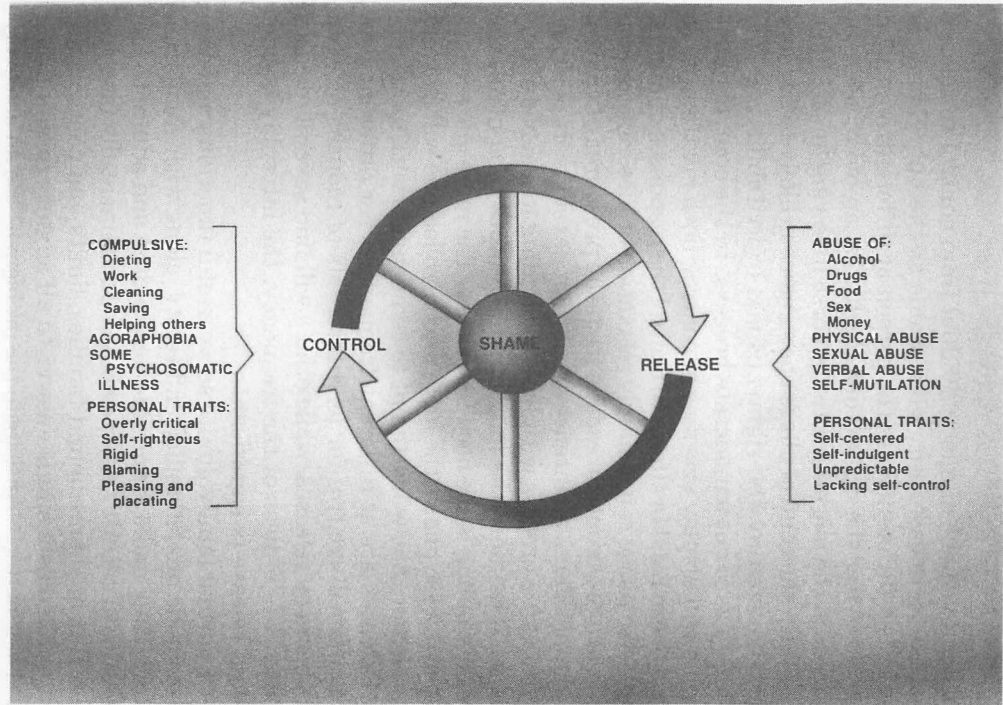 COMPULSIVE:
Dieting
Work
Cleaning
Saving
Helping others
AGORAPHOBIA
SOME
PSYCHOSOMATIC
ILLNESS
PERSONAL TRAITS:
Overly critical
Self-righteous
Rigid
Blaming
Pleasing and
placating
CONTROL
SHAME
RELEASE
ABUSE OF:
Alcohol
Drugs
Food
Sex
Money
PHYSICAL ABUSE
SEXUAL ABUSE
VERBAL ABUSE
SELF-MUTILATION
PERSONAL TRAITS:
Self-centered
Self-indulgent
Unpredictable
Lacking self-control